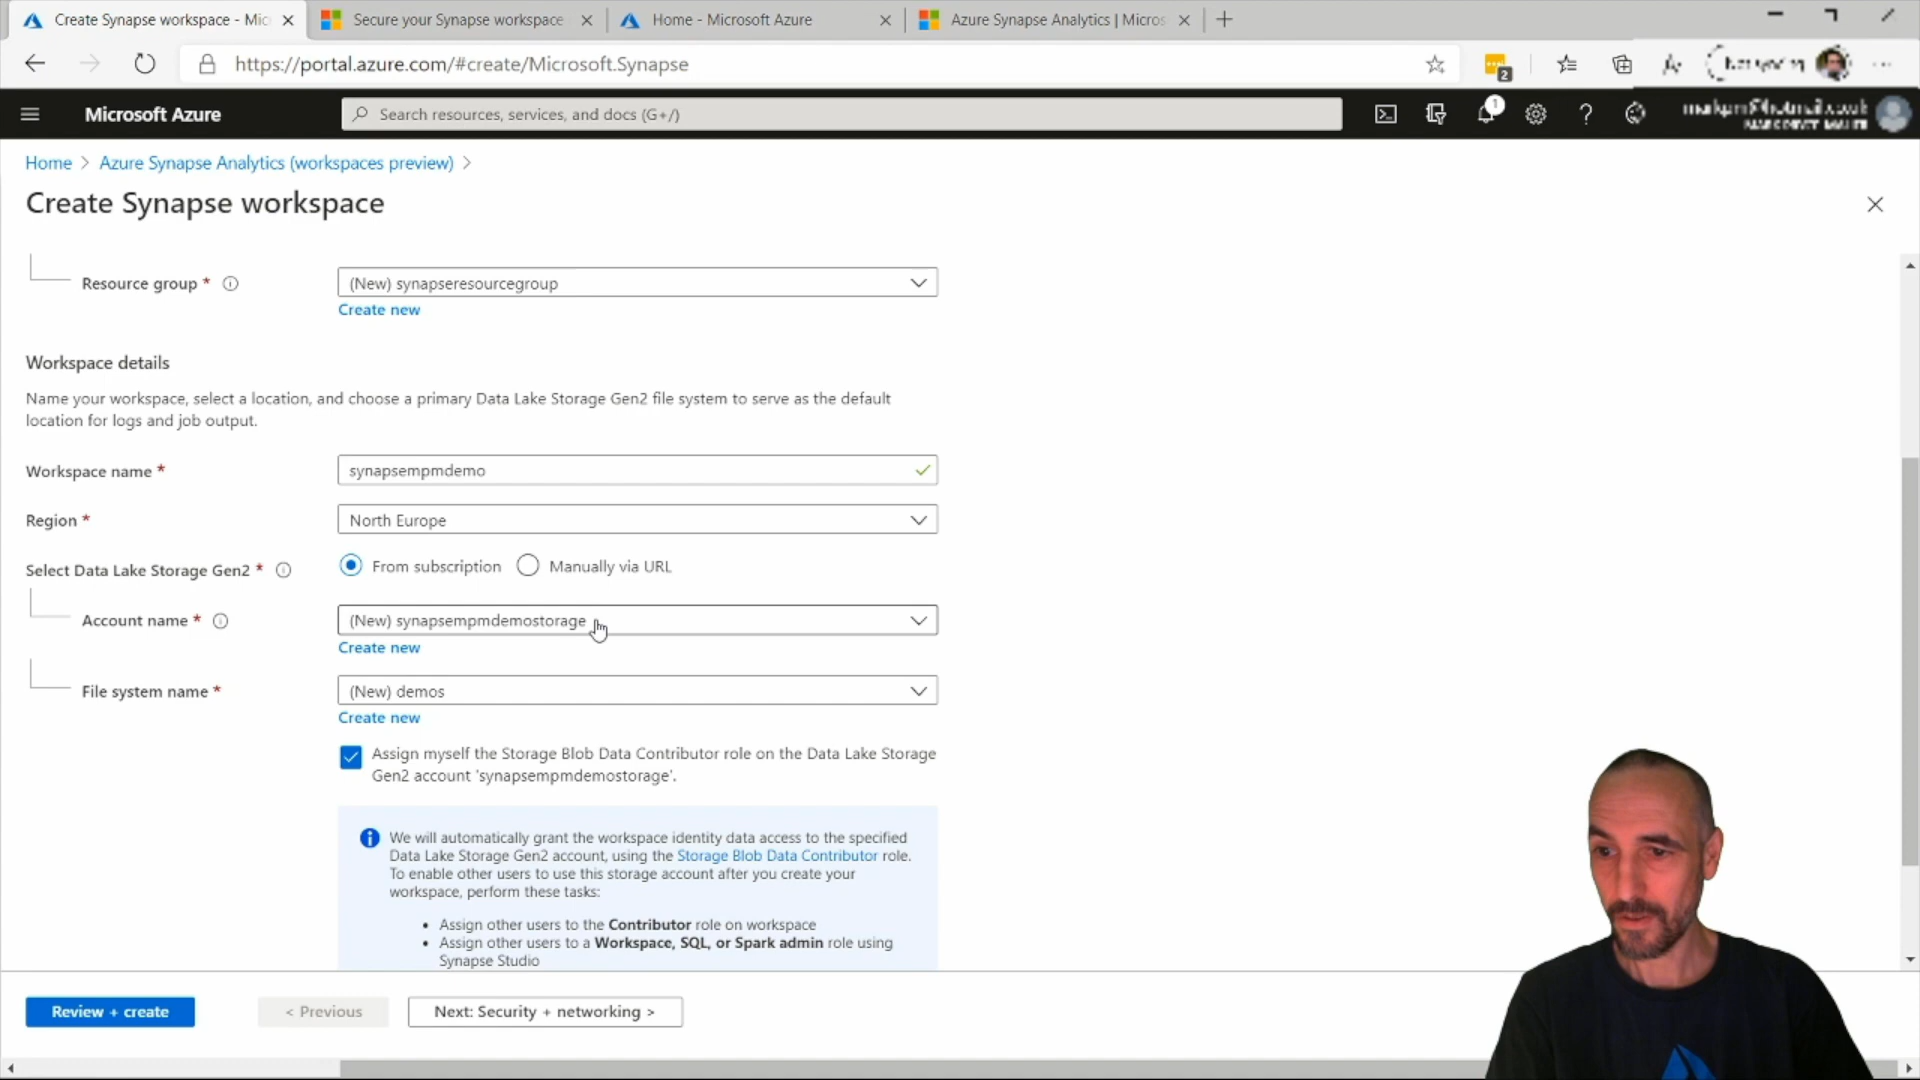 Create Synapse workspace - Mic
Secure your Synapse workspace
Home - Microsoft Azure
Azure Synapse Analytics | Micros
https://portal.azure.com/#create/Microsoft.Synapse
2
Microsoft Azure
Search resources, services, and docs (G+/)
1
Home > Azure Synapse Analytics (workspaces preview) >
Create Synapse workspace
Resource group *
(New) synapseresourcegroup
Create new
Workspace details
Name your workspace, select a location, and choose a primary Data Lake Storage Gen2 file system to serve as the default
location for logs and job output.
Workspace name *
synapsempmdemo
Region *
North Europe
Select Data Lake Storage Gen2 *
From subscription
Manually via URL
Account name *
(New) synapsempmdemostorage
Create new
File system name *
(New) demos
Create new
Assign myself the Storage Blob Data Contributor role on the Data Lake Storage
Gen2 account 'synapsempmdemostorage'.
We will automatically grant the workspace identity data access to the specified
Data Lake Storage Gen2 account, using the Storage Blob Data Contributor role.
To enable other users to use this storage account after you create your
workspace, perform these tasks:
• Assign other users to the Contributor role on workspace
• Assign other users to a Workspace, SQL, or Spark admin role using
Synapse Studio
Review + create
< Previous
Next: Security + networking >